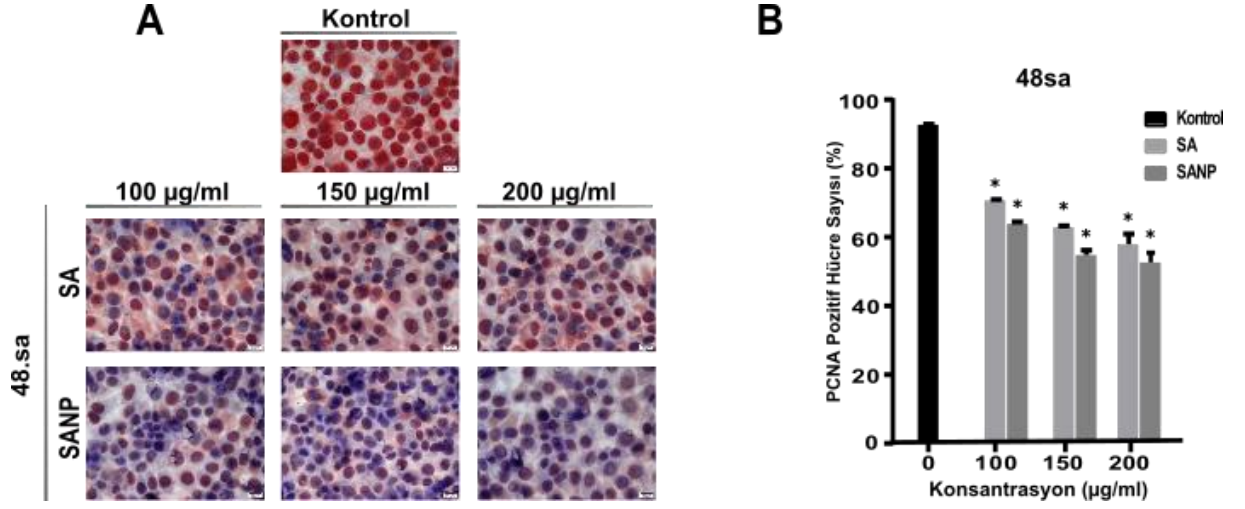 A
Kontrol
100 µg/ml 150 µg/ml 200 µg/ml
48.sa
SA
SANP
B
48sa
Kontrol
SA
SANP
PCNA Pozitif Hücre Sayısı (%)
100
80
60
40
20
0
* * * * * *
0 100 150 200
Konsantrasyon (µg/ml)